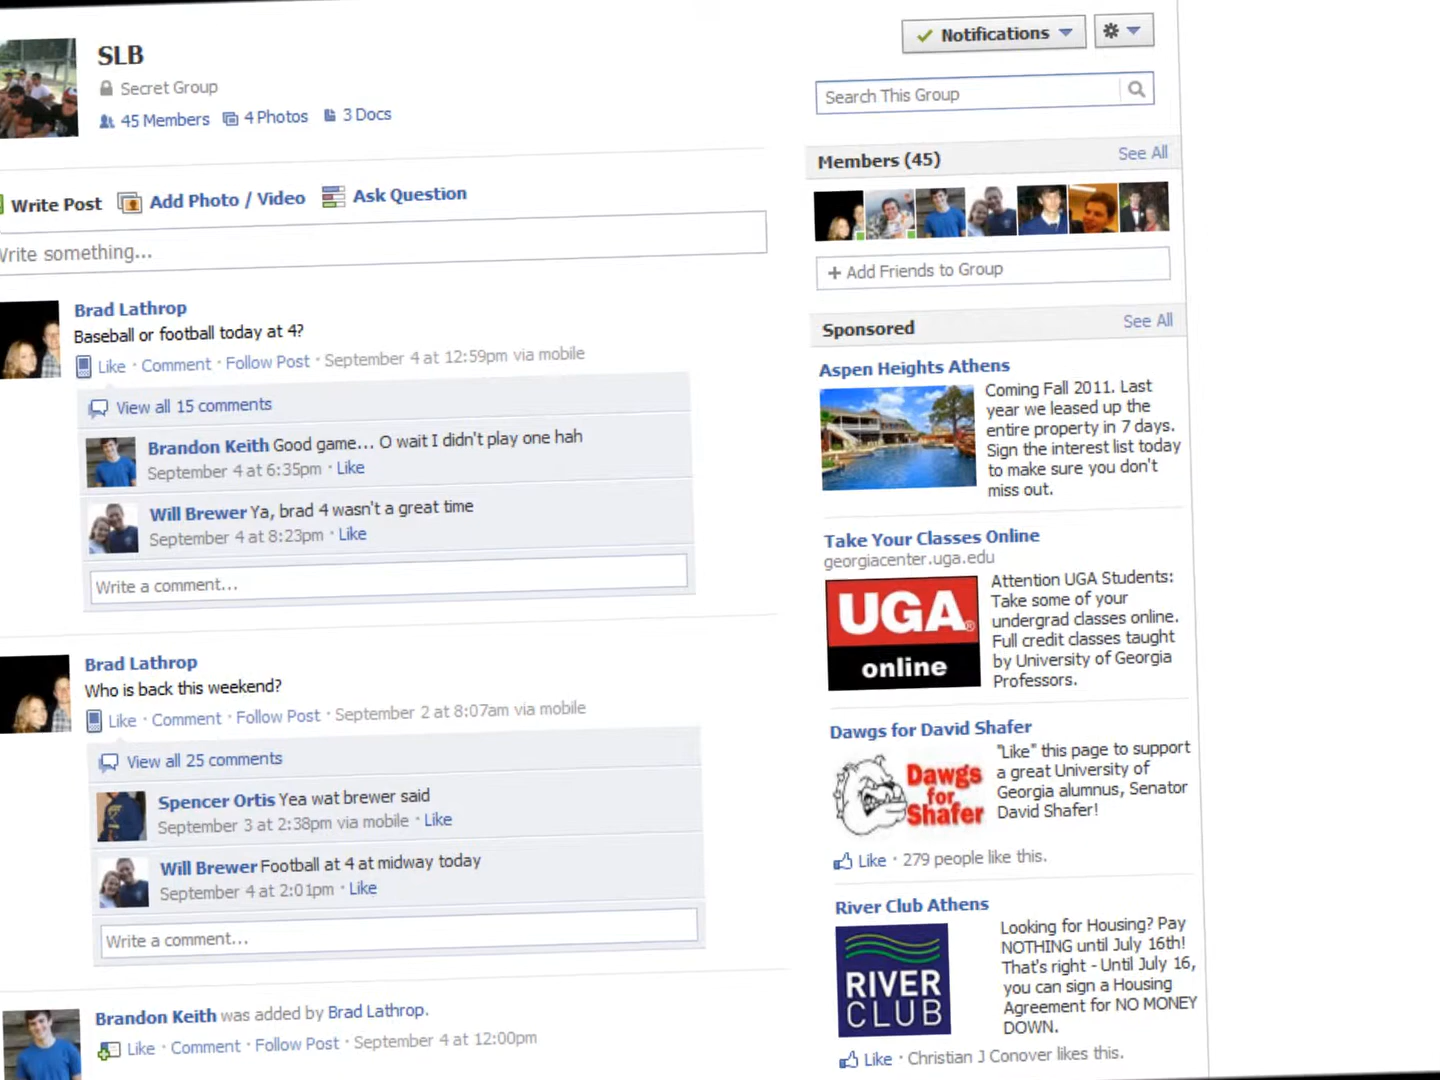 SLB
Secret Group
45 Members 4 Photos 3 Docs
Write Post Add Photo / Video Ask Question
Write something...
Brad Lathrop
Baseball or football today at 4?
Like · Comment · Follow Post · September 4 at 12:59pm via mobile
View all 15 comments
Brandon Keith Good game... O wait I didn't play one hah
September 4 at 6:35pm · Like
Will Brewer Ya, brad 4 wasn't a great time
September 4 at 8:23pm · Like
Write a comment...
Brad Lathrop
Who is back this weekend?
Like · Comment · Follow Post · September 2 at 8:07am via mobile
View all 25 comments
Spencer Ortis Yea wat brewer said
September 3 at 2:38pm via mobile · Like
Will Brewer Football at 4 at midway today
September 4 at 2:01pm · Like
Write a comment...
Brandon Keith was added by Brad Lathrop.
Like · Comment · Follow Post · September 4 at 12:00pm
Notifications
Search This Group
Members (45) See All
+ Add Friends to Group
Sponsored See All
Aspen Heights Athens
Coming Fall 2011. Last
year we leased up the
entire property in 7 days.
Sign the interest list today
to make sure you don't
miss out.
Take Your Classes Online
georgiacenter.uga.edu
UGA®
online
Attention UGA Students:
Take some of your
undergrad classes online.
Full credit classes taught
by University of Georgia
Professors.
Dawgs for David Shafer
Dawgs
for
Shafer
"Like" this page to support
a great University of
Georgia alumnus, Senator
David Shafer!
Like · 279 people like this.
River Club Athens
RIVER
CLUB
Looking for Housing? Pay
NOTHING until July 16th!
That's right - Until July 16,
you can sign a Housing
Agreement for NO MONEY
DOWN.
Like · Christian J Conover likes this.